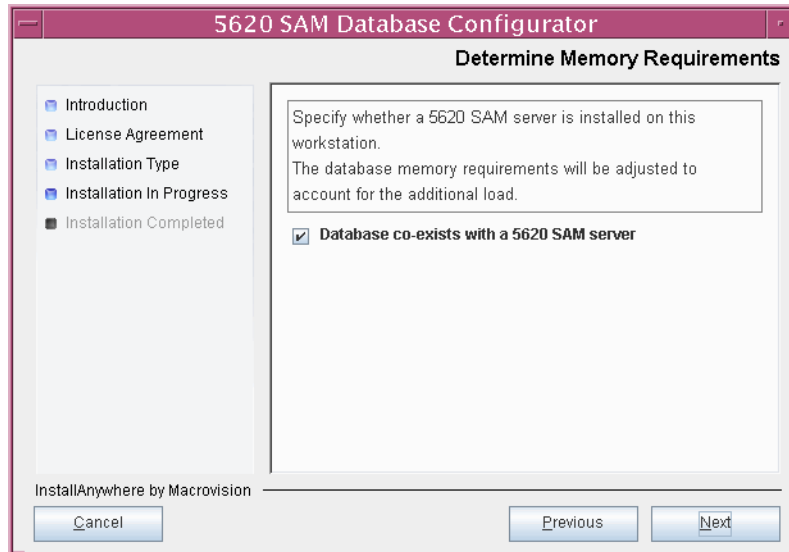 5620 SAM Database Configurator
Determine Memory Requirements
Introduction
License Agreement
Installation Type
Installation In Progress
Installation Completed
Specify whether a 5620 SAM server is installed on this
workstation.
The database memory requirements will be adjusted to
account for the additional load.
Database co-exists with a 5620 SAM server
InstallAnywhere by Macrovision
Cancel
Previous
Next